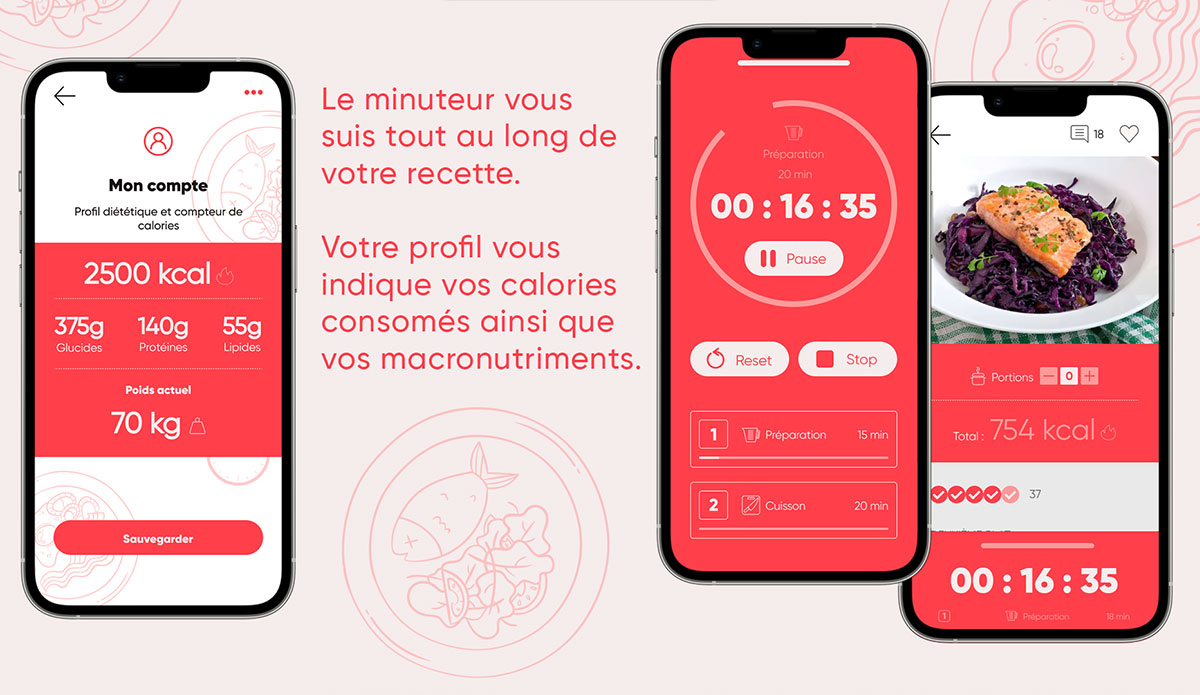 Mon compte
Profil diététique et compteur de
calories
2500 kcal
375g 140g 55g
Glucides Protéines Lipides
Poids actuel
70 kg
Sauvegarder
Le minuteur vous
suis tout au long de
votre recette.
Votre profil vous
indique vos calories
consomés ainsi que
vos macronutriments.
Préparation
20 min
00 : 16 : 35
Pause
Reset Stop
1 Préparation 15 min
2 Cuisson 20 min
18
Portions 0
Total : 754 kcal
37
00 : 16 : 35
1 Préparation 18 min